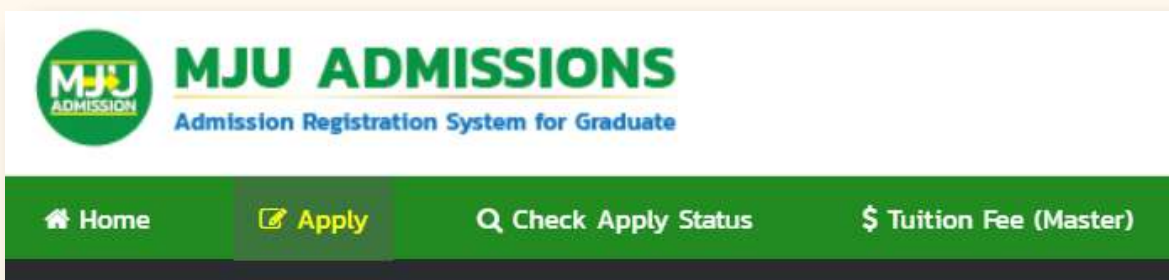 MJU
ADMISSION
MJU ADMISSIONS
Admission Registration System for Graduate
Home Apply Check Apply Status $ Tuition Fee (Master)